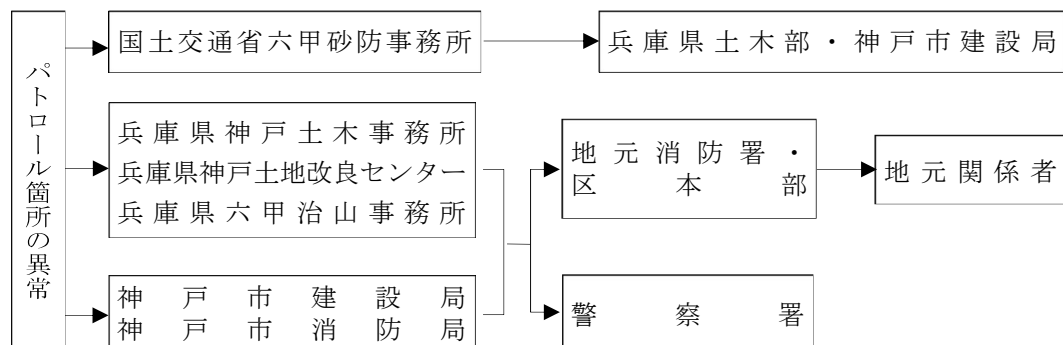 パトロール箇所の異常
国土交通省六甲砂防事務所
兵庫県土木部・神戸市建設局
兵庫県神戸土木事務所
兵庫県神戸土地改良センター
兵庫県六甲治山事務所
神戸市建設局
神戸市消防局
地元消防署・
区本部
地元関係者
警察署